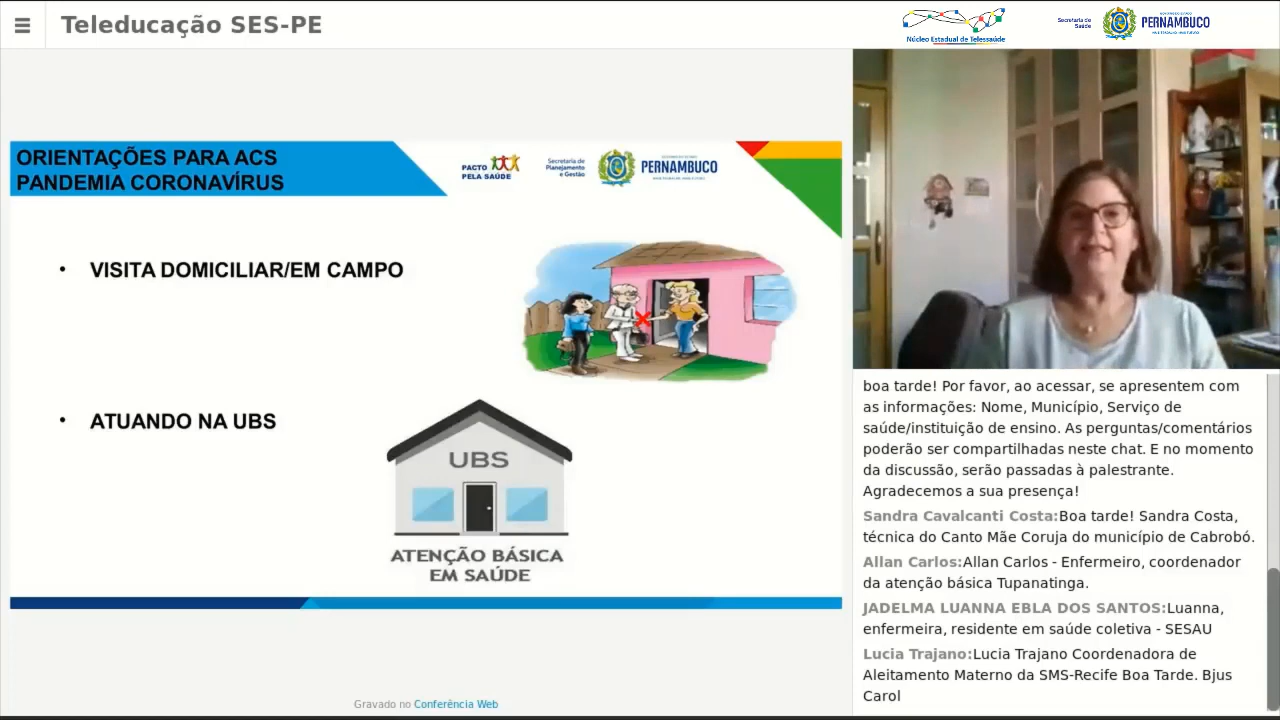 Teleducação SES-PE
Núcleo Estadual de Telessaúde
Secretaria de
Saúde
PERNAMBUCO
ORIENTAÇÕES PARA ACS
PANDEMIA CORONAVÍRUS
PACTO
PELA SAÚDE
Secretaria de
Planejamento
e Gestão
PERNAMBUCO
• VISITA DOMICILIAR/EM CAMPO
• ATUANDO NA UBS
UBS
ATENÇÃO BÁSICA
EM SAÚDE
Gravado no Conferência Web
boa tarde! Por favor, ao acessar, se apresentem com
as informações: Nome, Município, Serviço de
saúde/instituição de ensino. As perguntas/comentários
poderão ser compartilhadas neste chat. E no momento
da discussão, serão passadas à palestrante.
Agradecemos a sua presença!
Sandra Cavalcanti Costa:Boa tarde! Sandra Costa,
técnica do Canto Mãe Coruja do município de Cabrobó.
Allan Carlos:Allan Carlos - Enfermeiro, coordenador
da atenção básica Tupanatinga.
JADELMA LUANNA EBLA DOS SANTOS:Luanna,
enfermeira, residente em saúde coletiva - SESAU
Lucia Trajano:Lucia Trajano Coordenadora de
Aleitamento Materno da SMS-Recife Boa Tarde. Bjus
Carol